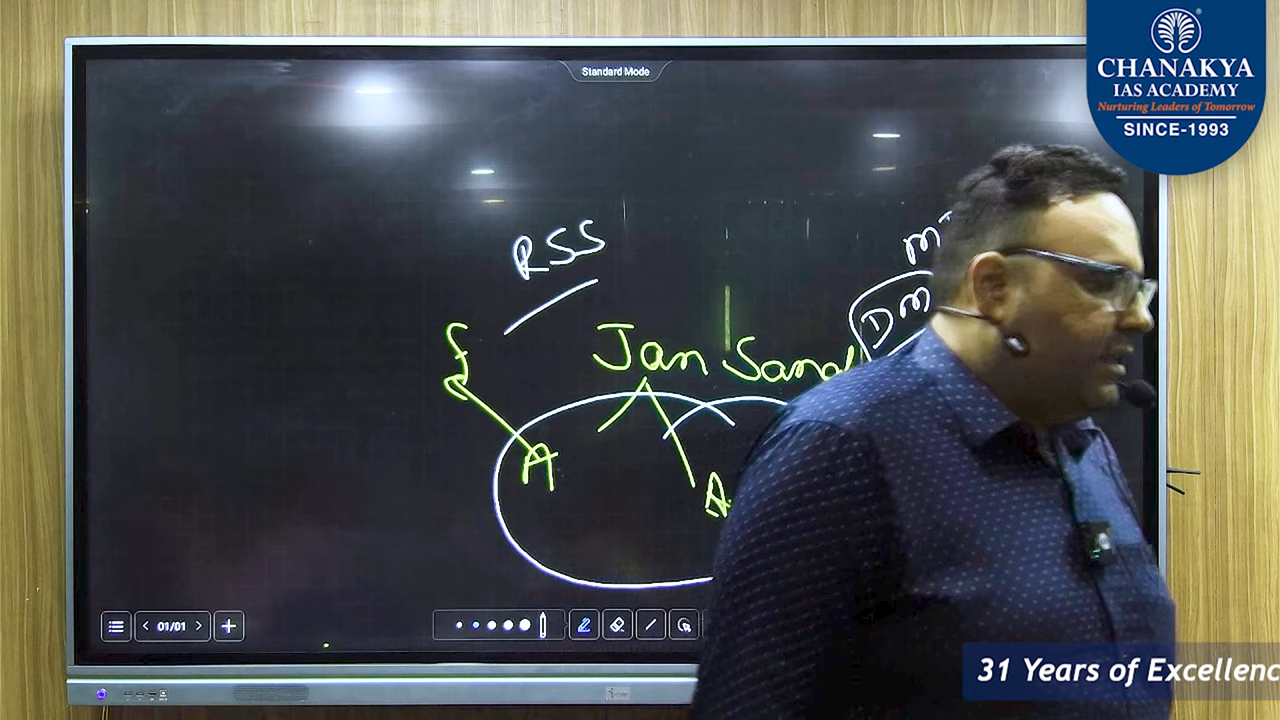 CHANAKYA
IAS ACADEMY
Nurturing Leaders of Tomorrow
SINCE-1993
Standard Mode
RSS
Jan
DM
A
A
01/01
31 Years of Excellenc